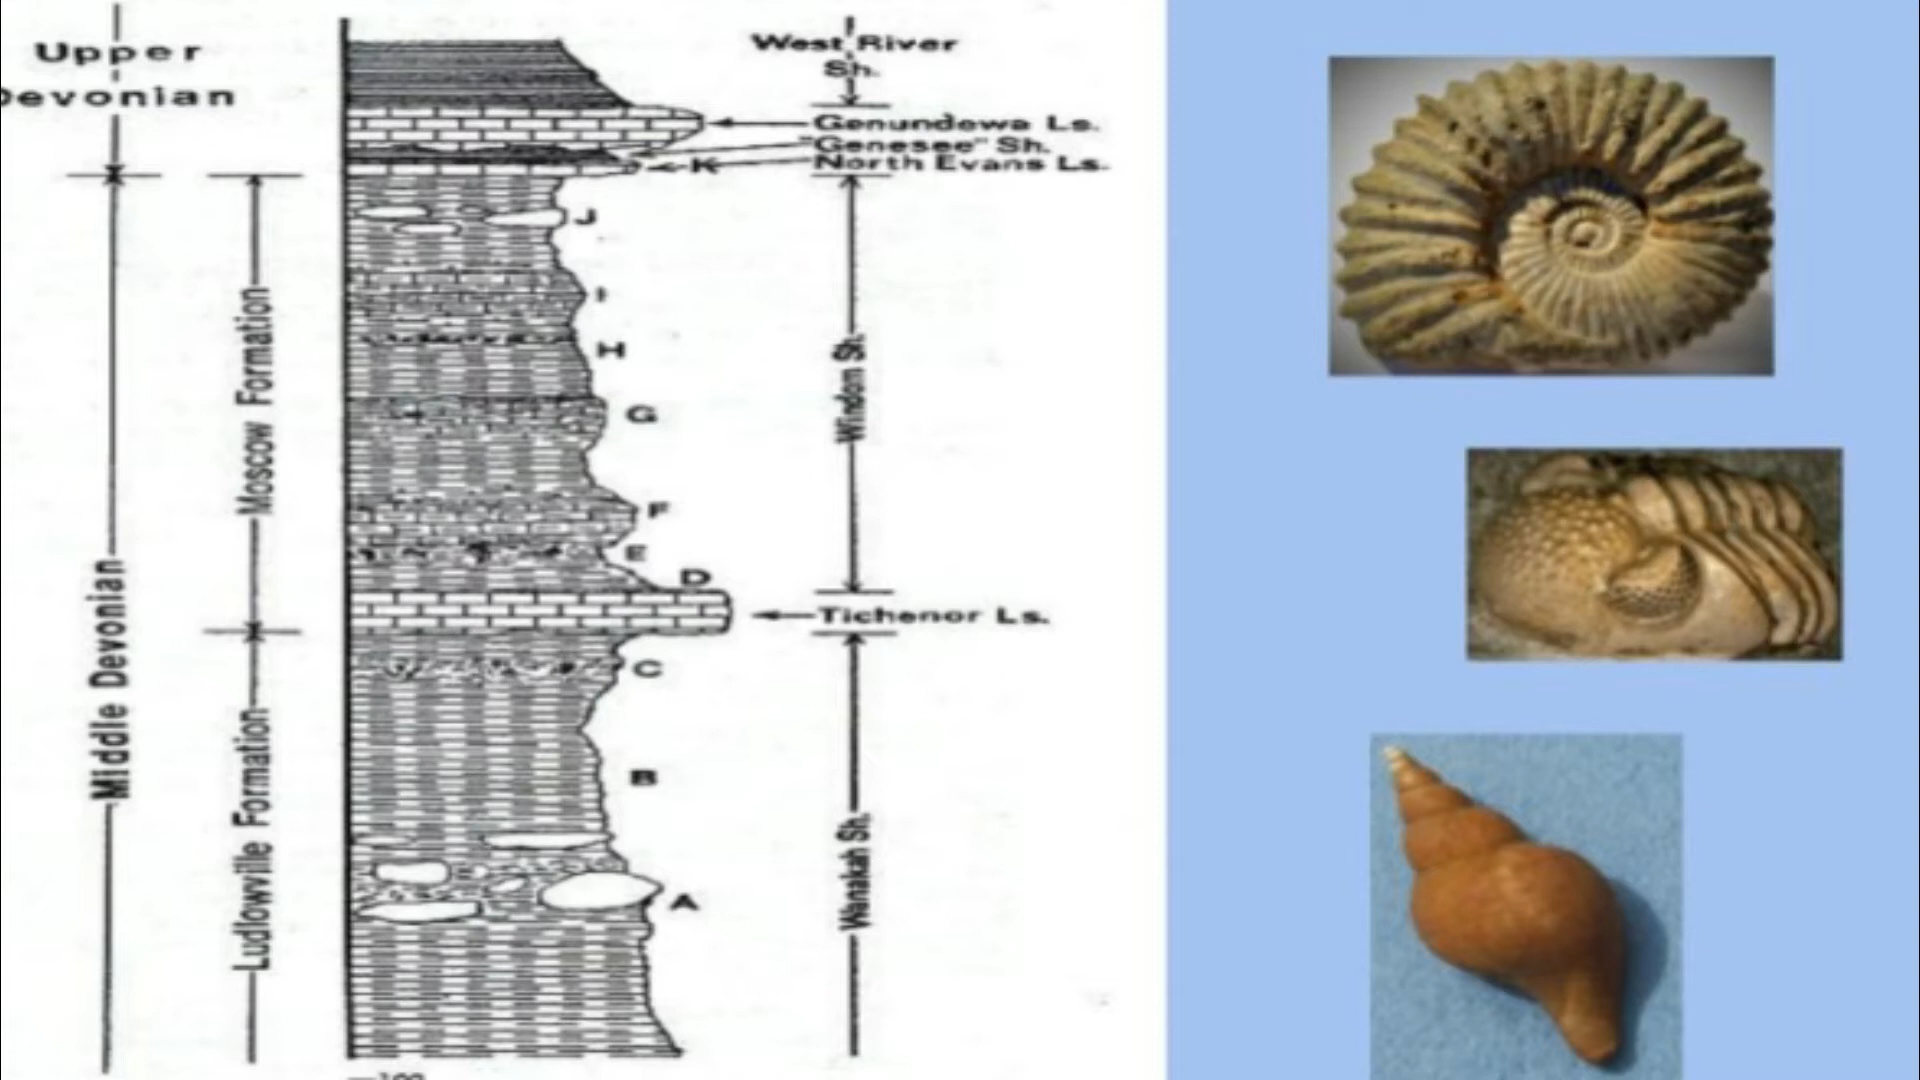 Upper
Devonian
West River
Sh.
Genundewa Ls.
"Genesee" Sh.
K
North Evans Ls.
J
I
H
G
F
E
D
Tichenor Ls.
C
B
A
Middle Devonian
Moscow Formation
Ludlowville Formation
Windom Sh.
Wanakah Sh.